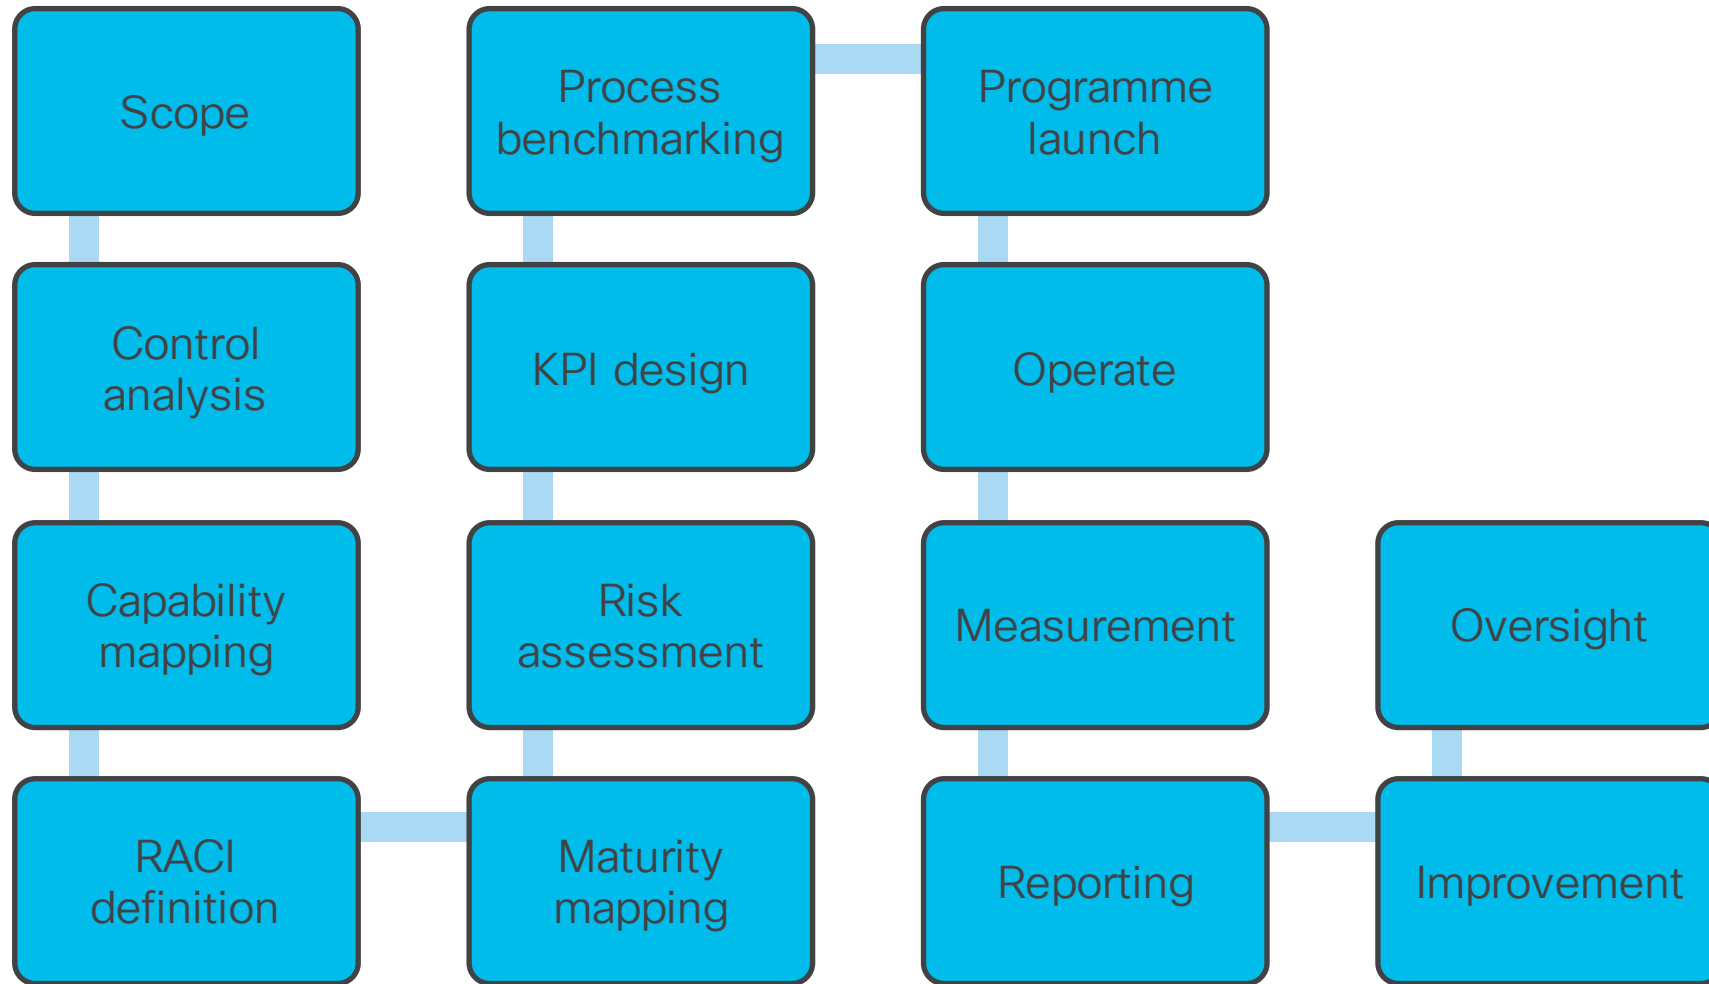 Scope
Control
analysis
Capability
mapping
RACI
definition
Maturity
mapping
Risk
assessment
KPI design
Process
benchmarking
Programme
launch
Operate
Measurement
Reporting
Improvement
Oversight